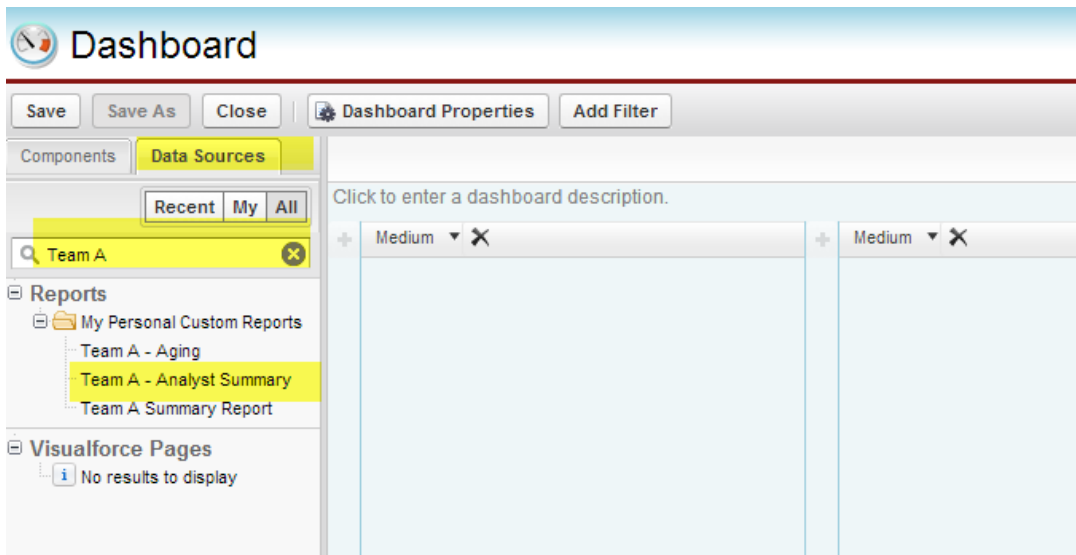 Dashboard
Save Save As Close Dashboard Properties Add Filter
Components Data Sources
Recent My All
Click to enter a dashboard description.
Team A
Medium Medium
Reports
My Personal Custom Reports
Team A - Aging
Team A - Analyst Summary
Team A Summary Report
Visualforce Pages
i No results to display